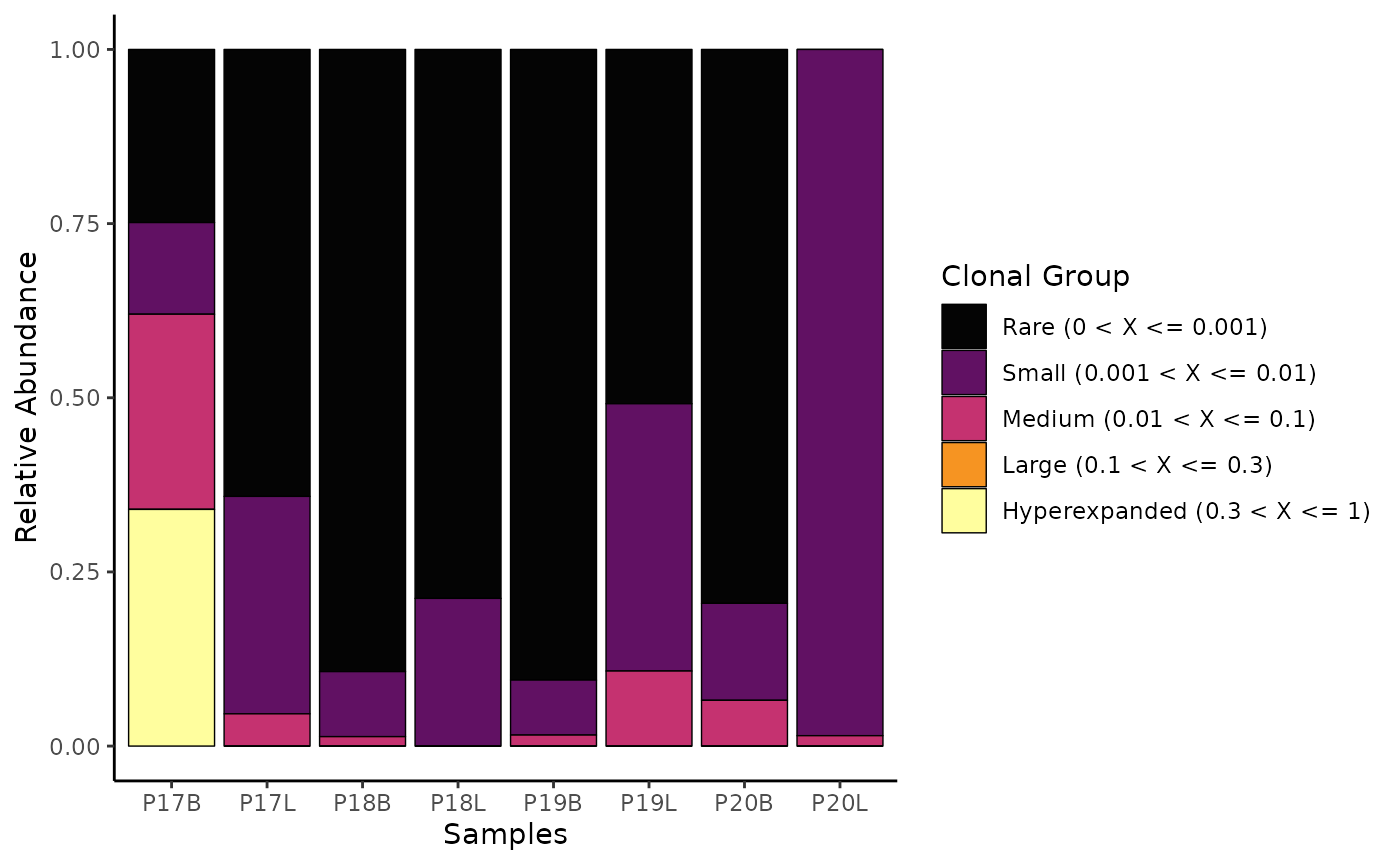 1.00
0.75
0.50
0.25
0.00
Relative Abundance
P17B P17L P18B P18L P19B P19L P20B P20L
Samples
Clonal Group
Rare (0 < X <= 0.001)
Small (0.001 < X <= 0.01)
Medium (0.01 < X <= 0.1)
Large (0.1 < X <= 0.3)
Hyperexpanded (0.3 < X <= 1)